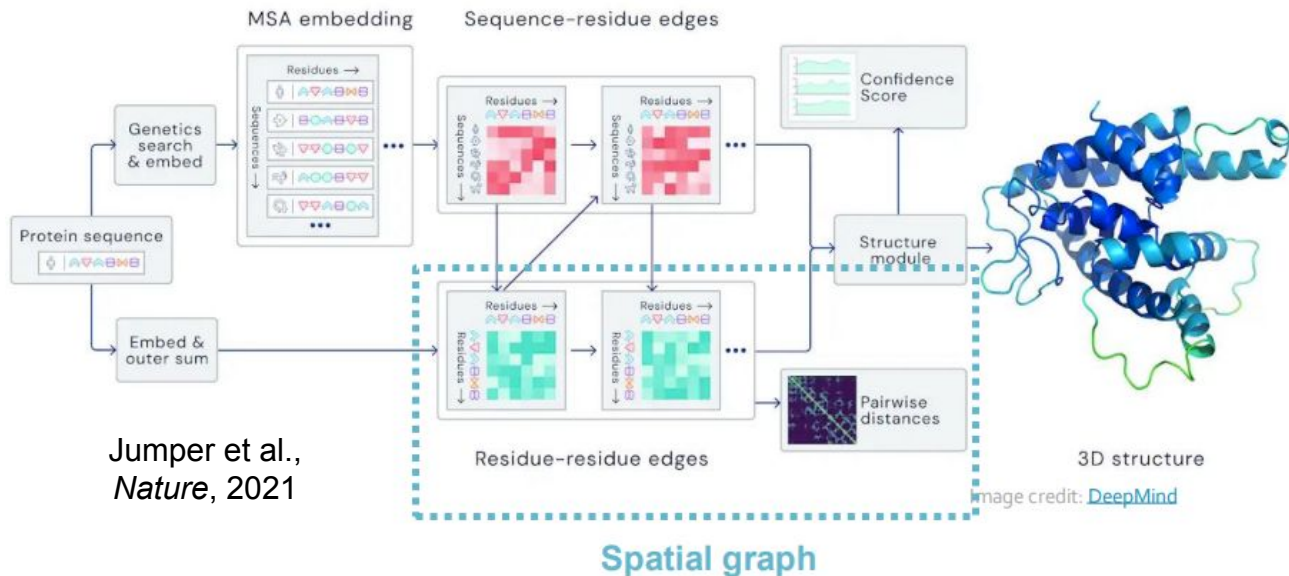 MSA embedding
Sequence-residue edges
Residues →
Sequences →
Genetics
search
& embed
Residues →
Sequences →
Residues →
Sequences →
Confidence
Score
Protein sequence
Structure
module
Embed &
outer sum
Residues →
Residues →
Residues →
Residues →
Pairwise
distances
Residue-residue edges
Jumper et al.,
Nature, 2021
3D structure
Image credit: DeepMind
Spatial graph